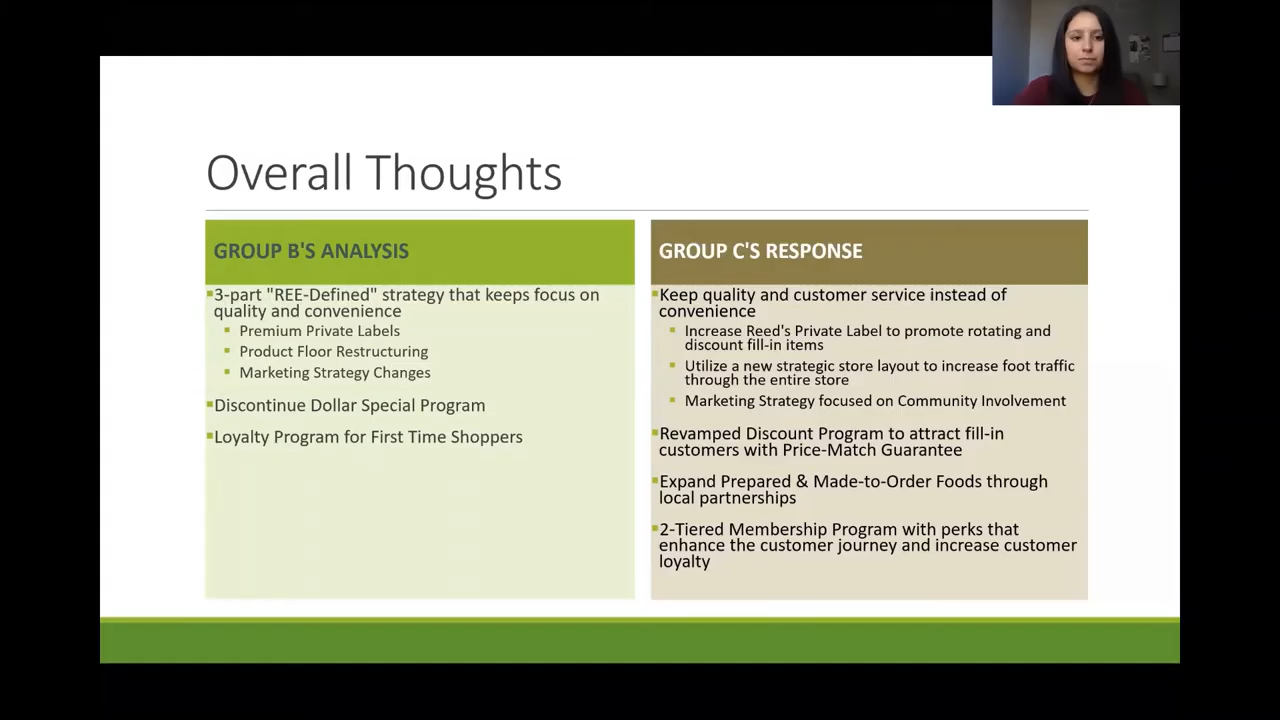 Overall Thoughts
GROUP B'S ANALYSIS
▪3-part "REE-Defined" strategy that keeps focus on
quality and convenience
▪ Premium Private Labels
▪ Product Floor Restructuring
▪ Marketing Strategy Changes
▪Discontinue Dollar Special Program
▪Loyalty Program for First Time Shoppers
GROUP C'S RESPONSE
▪Keep quality and customer service instead of
convenience
▪ Increase Reed's Private Label to promote rotating and
discount fill-in items
▪ Utilize a new strategic store layout to increase foot traffic
through the entire store
▪ Marketing Strategy focused on Community Involvement
▪Revamped Discount Program to attract fill-in
customers with Price-Match Guarantee
▪Expand Prepared & Made-to-Order Foods through
local partnerships
▪2-Tiered Membership Program with perks that
enhance the customer journey and increase customer
loyalty